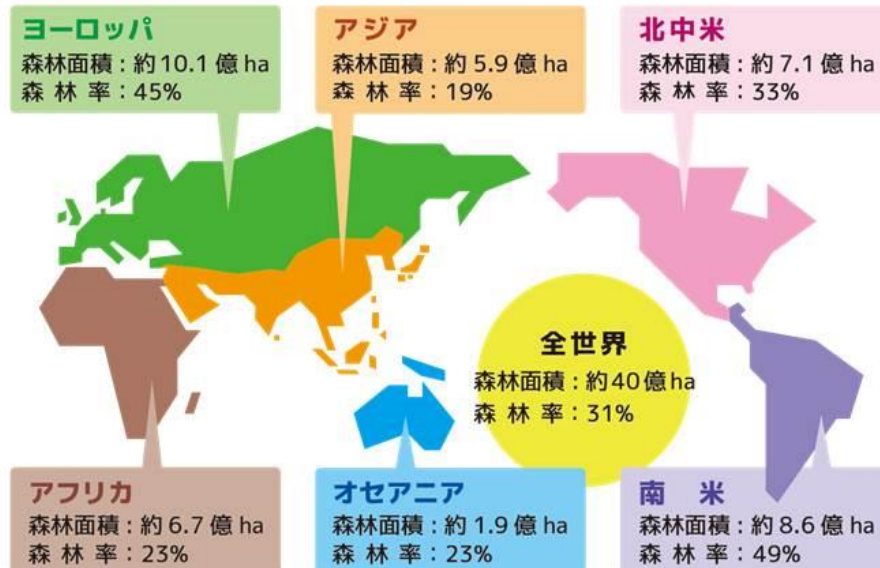 ヨーロッパ
森林面積：約10.1億ha
森林率：45%
アジア
森林面積：約5.9億ha
森林率：19%
北中米
森林面積：約7.1億ha
森林率：33%
全世界
森林面積：約40億ha
森林率：31%
アフリカ
森林面積：約6.7億ha
森林率：23%
オセアニア
森林面積：約1.9億ha
森林率：23%
南　米
森林面積：約8.6億ha
森林率：49%